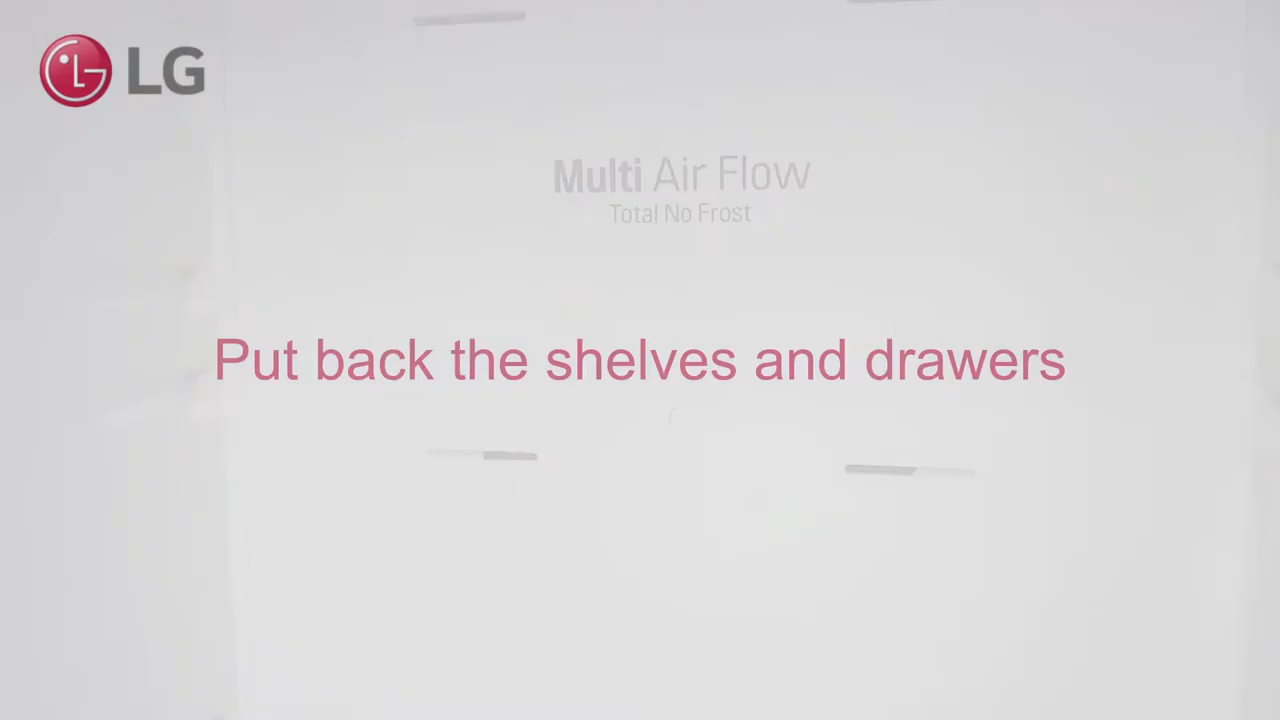 LG
Multi Air Flow
Total No Frost
Put back the shelves and drawers